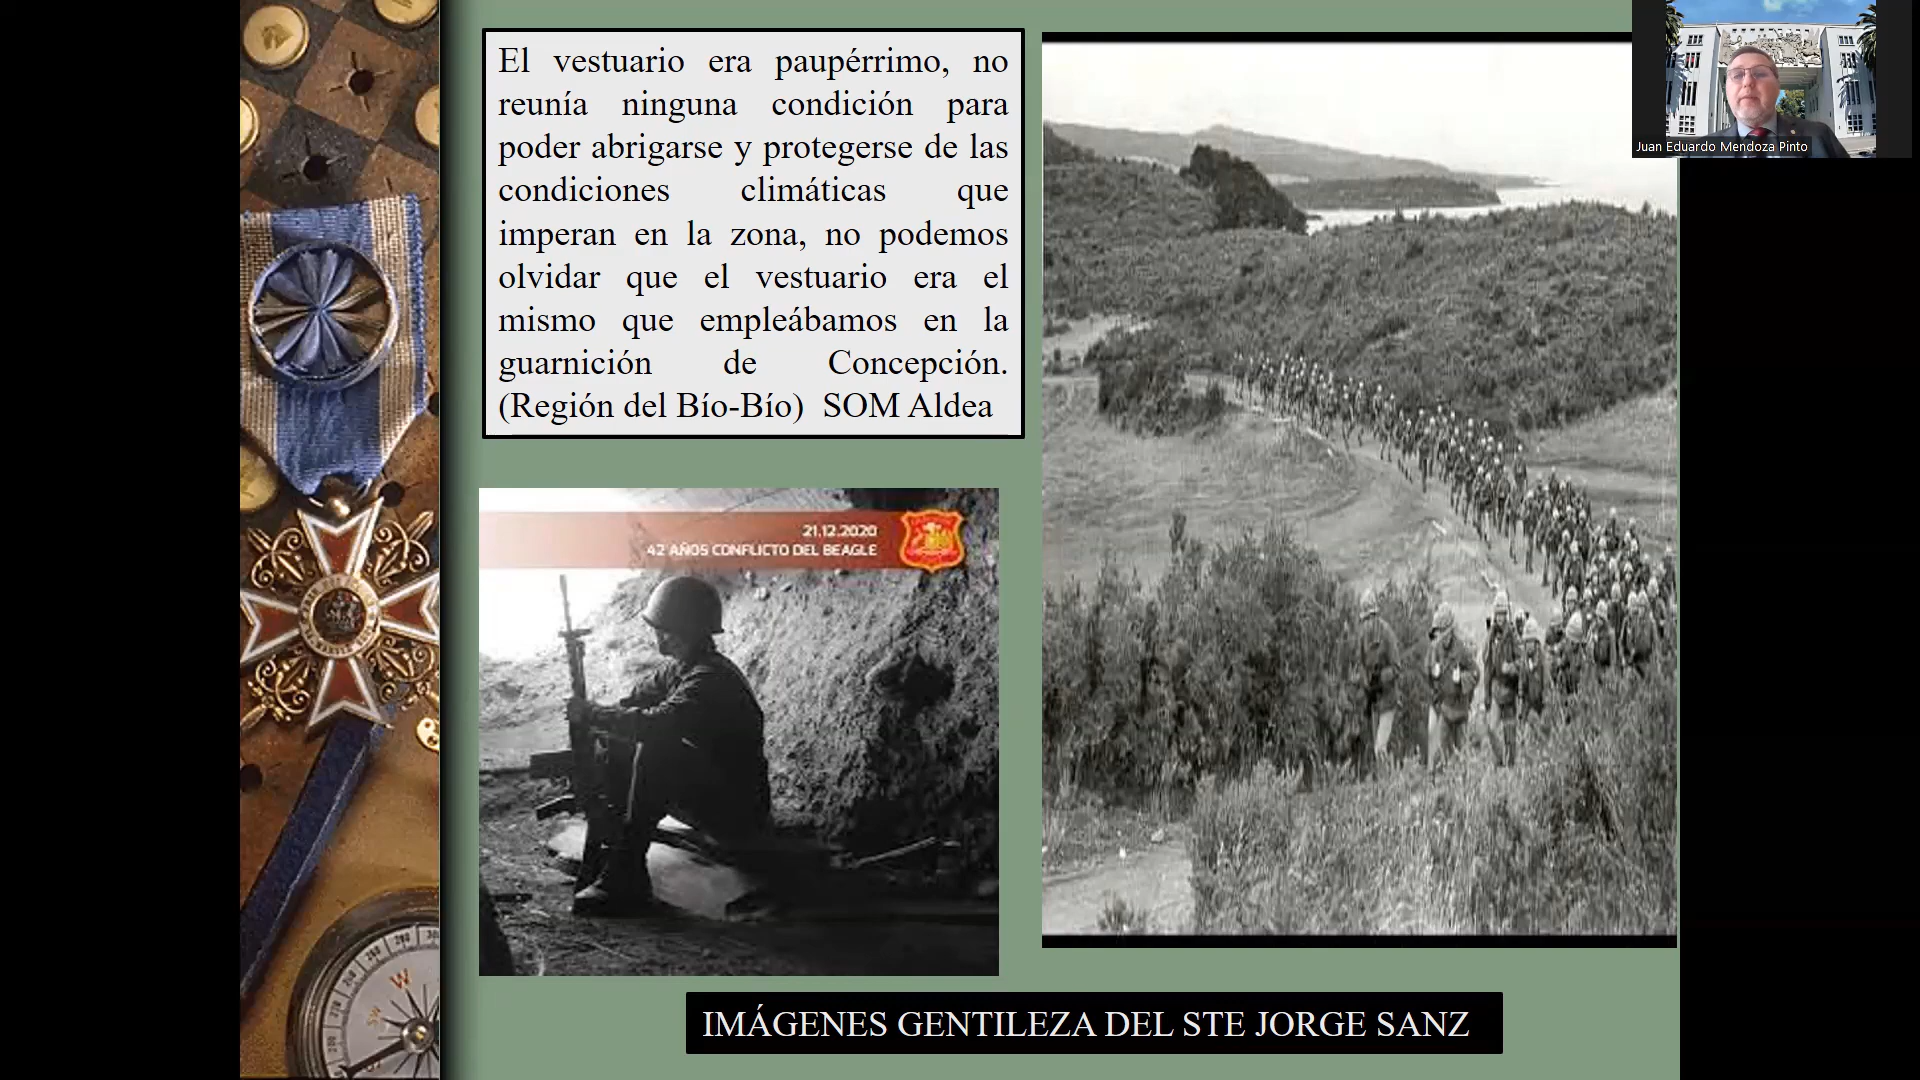 El vestuario era paupérrimo, no
reunía ninguna condición para
poder abrigarse y protegerse de las
condiciones climáticas que
imperan en la zona, no podemos
olvidar que el vestuario era el
mismo que empleábamos en la
guarnición de Concepción.
(Región del Bío-Bío) SOM Aldea
Juan Eduardo Mendoza Pinto
21.12.2020
42 AÑOS CONFLICTO DEL BEAGLE
IMÁGENES GENTILEZA DEL STE JORGE SANZ
W